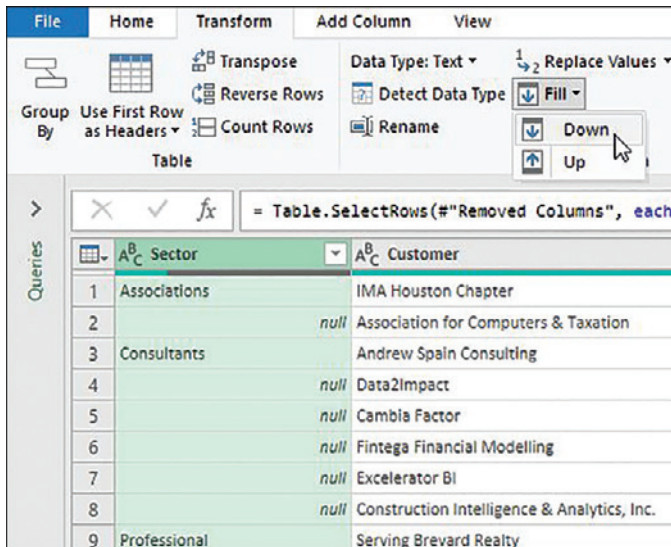 File Home Transform Add Column View
Transpose Data Type: Text Replace Values
Reverse Rows Detect Data Type Fill
Group By Use First Row as Headers Count Rows Rename Down
Table Up
fx = Table.SelectRows(#"Removed Columns", each
Queries
ABC Sector ABC Customer
1 Associations IMA Houston Chapter
2 null Association for Computers & Taxation
3 Consultants Andrew Spain Consulting
4 null Data2Impact
5 null Cambia Factor
6 null Fintega Financial Modelling
7 null Excelerator BI
8 null Construction Intelligence & Analytics, Inc.
9 Professional Serving Brevard Realty